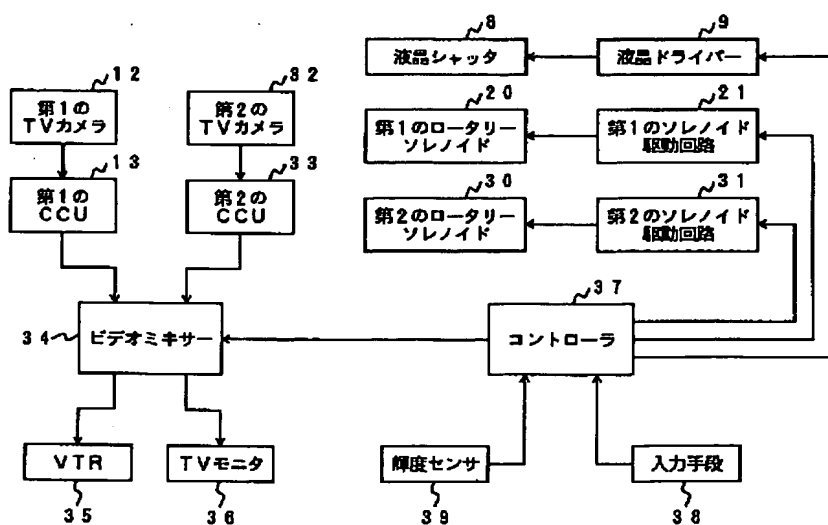 8
9
液晶シャッタ
液晶ドライバー
12
32
第1の
TVカメラ
第2の
TVカメラ
20
21
第1のロータリー
ソレノイド
第1のソレノイド
駆動回路
13
33
第1の
CCU
第2の
CCU
30
31
第2のロータリー
ソレノイド
第2のソレノイド
駆動回路
37
34
ビデオミキサー
コントローラ
VTR
TVモニタ
輝度センサ
入力手段
35
36
39
38